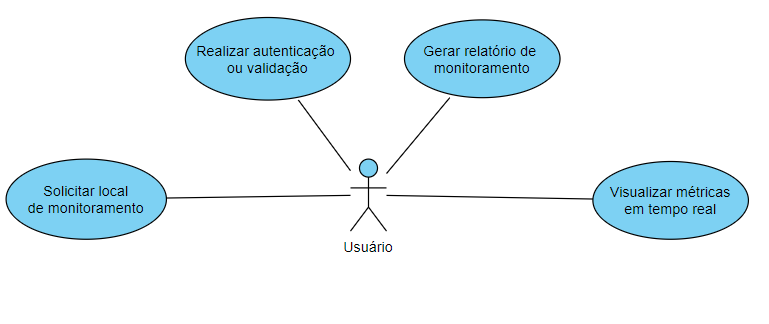 Realizar autenticação
ou validação
Gerar relatório de
monitoramento
Solicitar local
de monitoramento
Visualizar métricas
em tempo real
Usuário